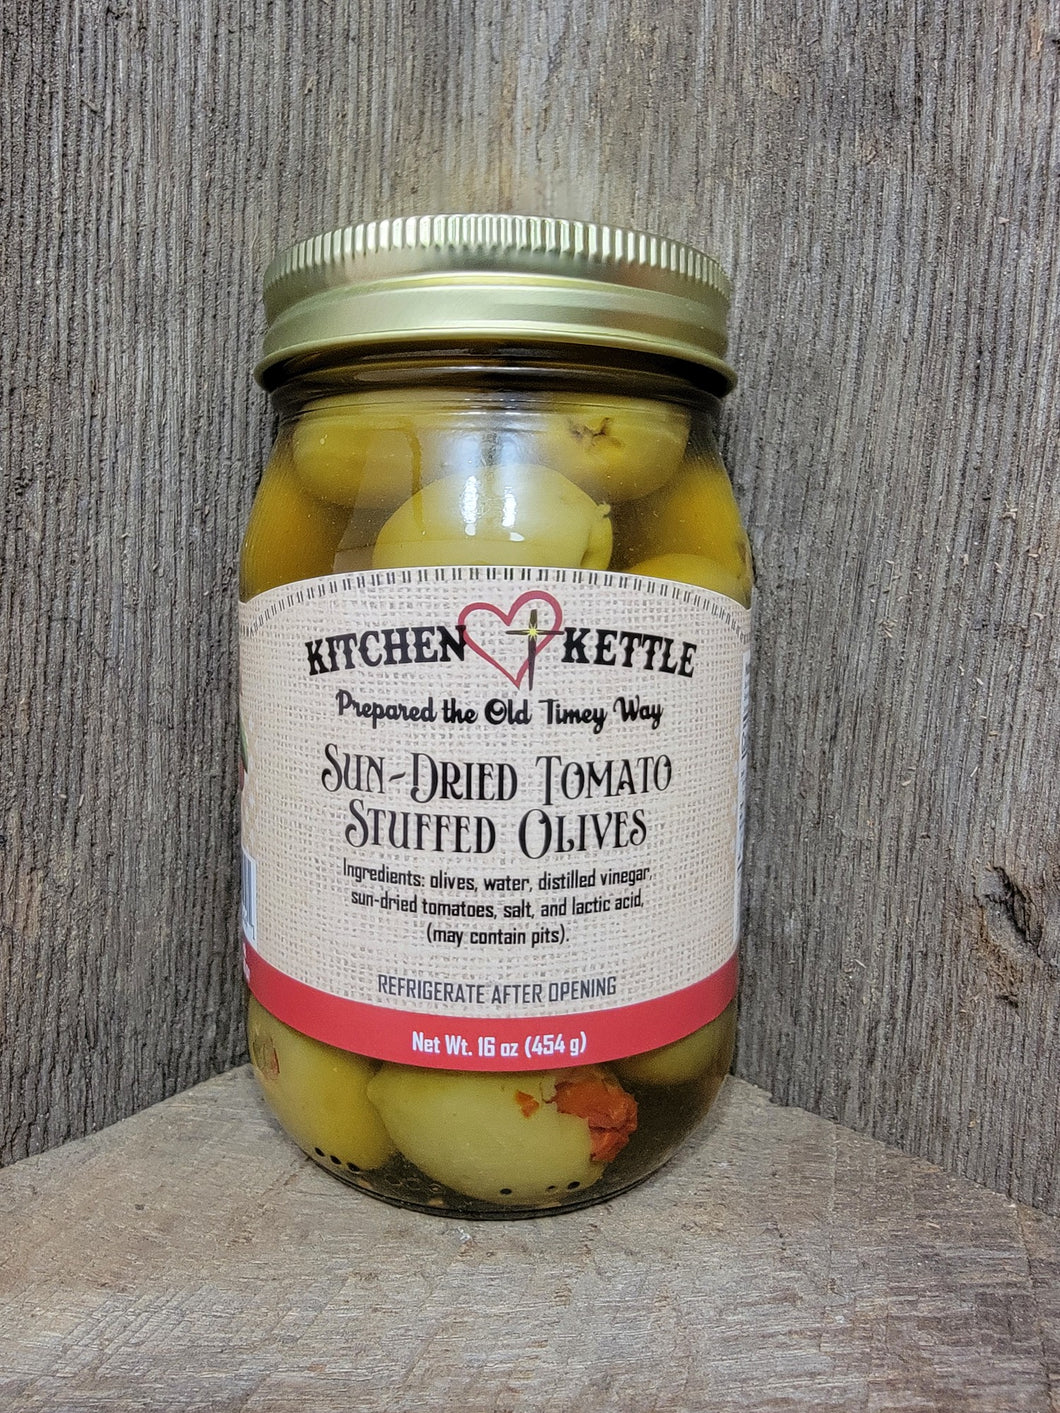 KITCHEN KETTLE
Prepared the Old Timey Way
SUN-DRIED TOMATO
STUFFED OLIVES
Ingredients: olives, water, distilled vinegar,
sun-dried tomatoes, salt, and lactic acid,
(may contain pits).
REFRIGERATE AFTER OPENING
Net Wt. 16 oz (454 g)